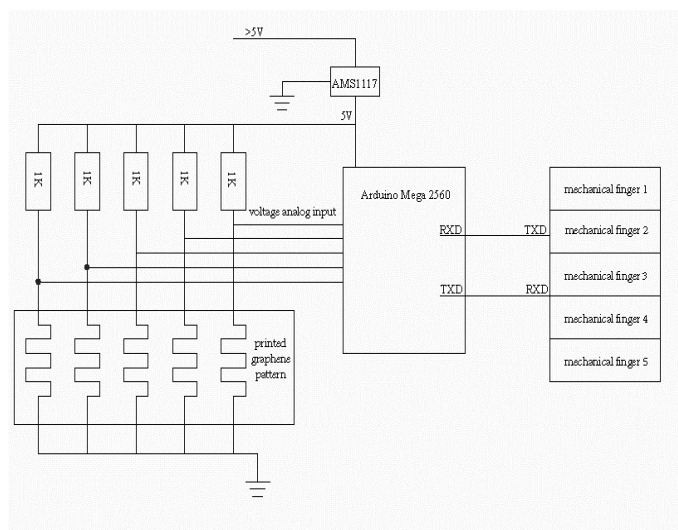 >5V
AMS1117
5V
1K
1K
1K
1K
1K
Arduino Mega 2560
voltage analog input
RXD
TXD
TXD
RXD
mechanical finger 1
mechanical finger 2
mechanical finger 3
mechanical finger 4
mechanical finger 5
printed
graphene
pattern